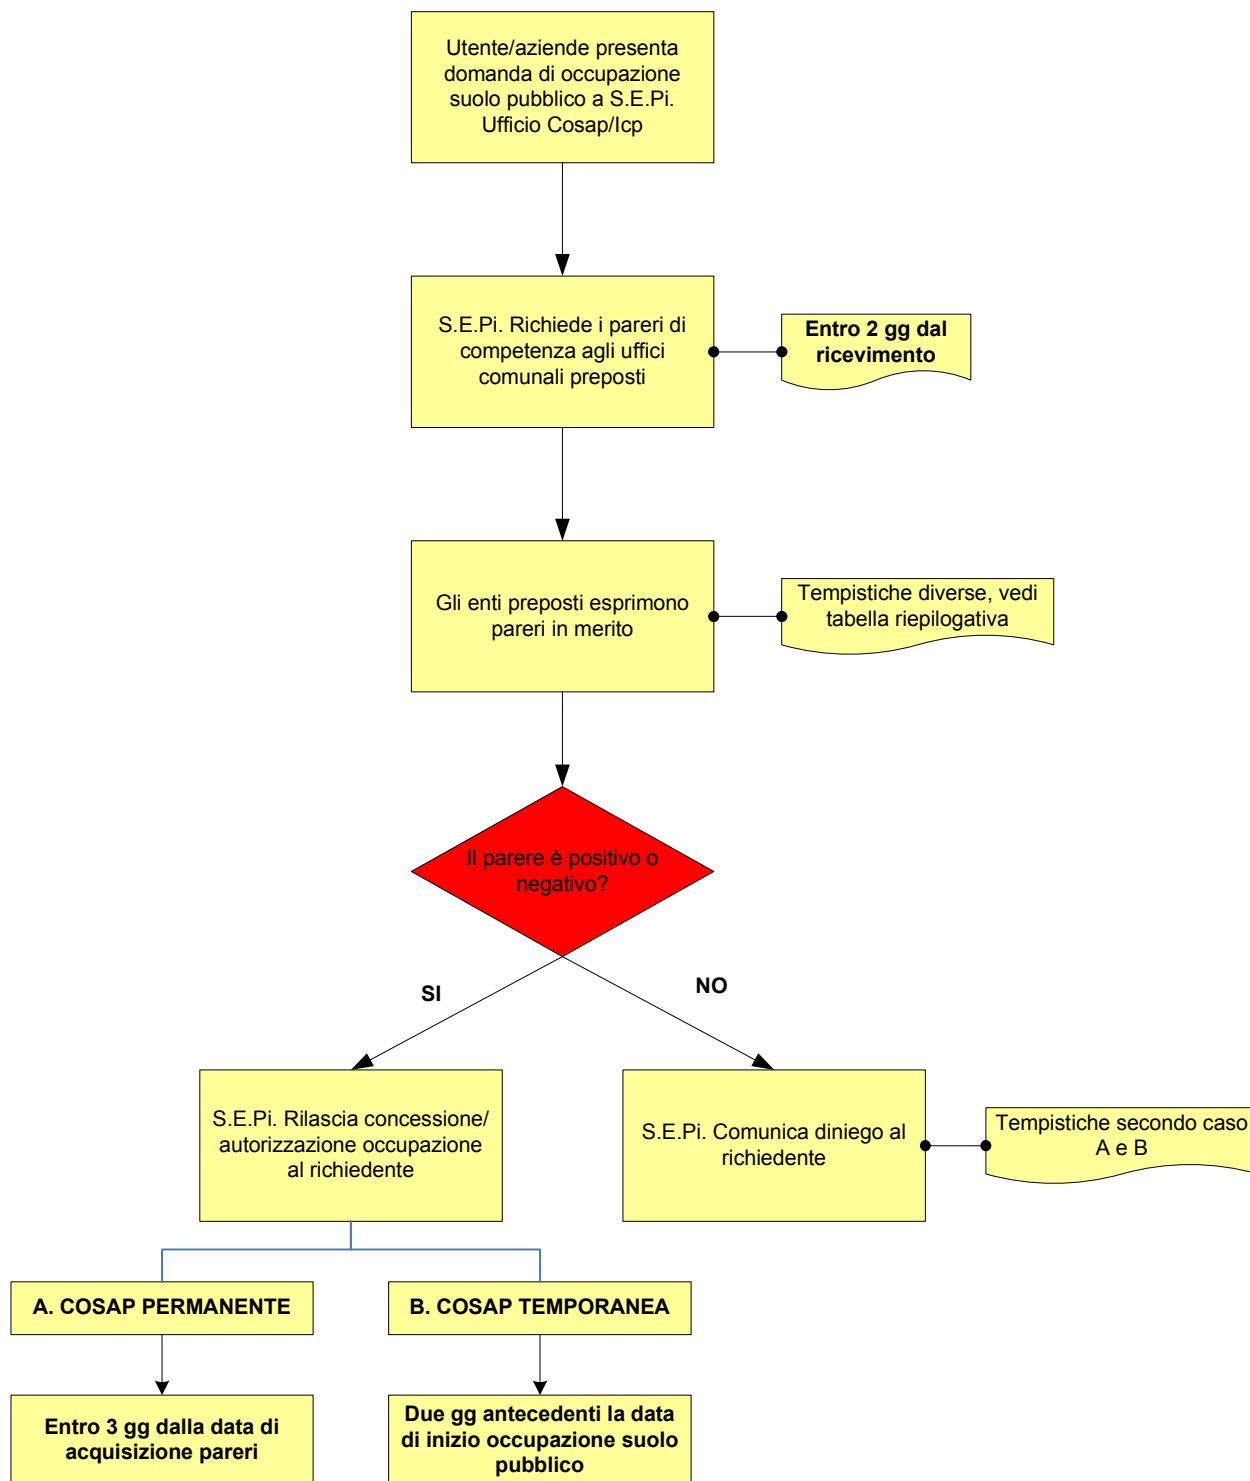 Utente/aziende presenta
domanda di occupazione
suolo pubblico a S.E.Pi.
Ufficio Cosap/Icp
S.E.Pi. Richiede i pareri di
competenza agli uffici
comunali preposti
Entro 2 gg dal
ricevimento
Gli enti preposti esprimono
pareri in merito
Tempistiche diverse, vedi
tabella riepilogativa
Il parere è positivo o
negativo?
SI
NO
S.E.Pi. Rilascia concessione/
autorizzazione occupazione
al richiedente
S.E.Pi. Comunica diniego al
richiedente
Tempistiche secondo caso
A e B
A. COSAP PERMANENTE
B. COSAP TEMPORANEA
Entro 3 gg dalla data di
acquisizione pareri
Due gg antecedenti la data
di inizio occupazione suolo
pubblico